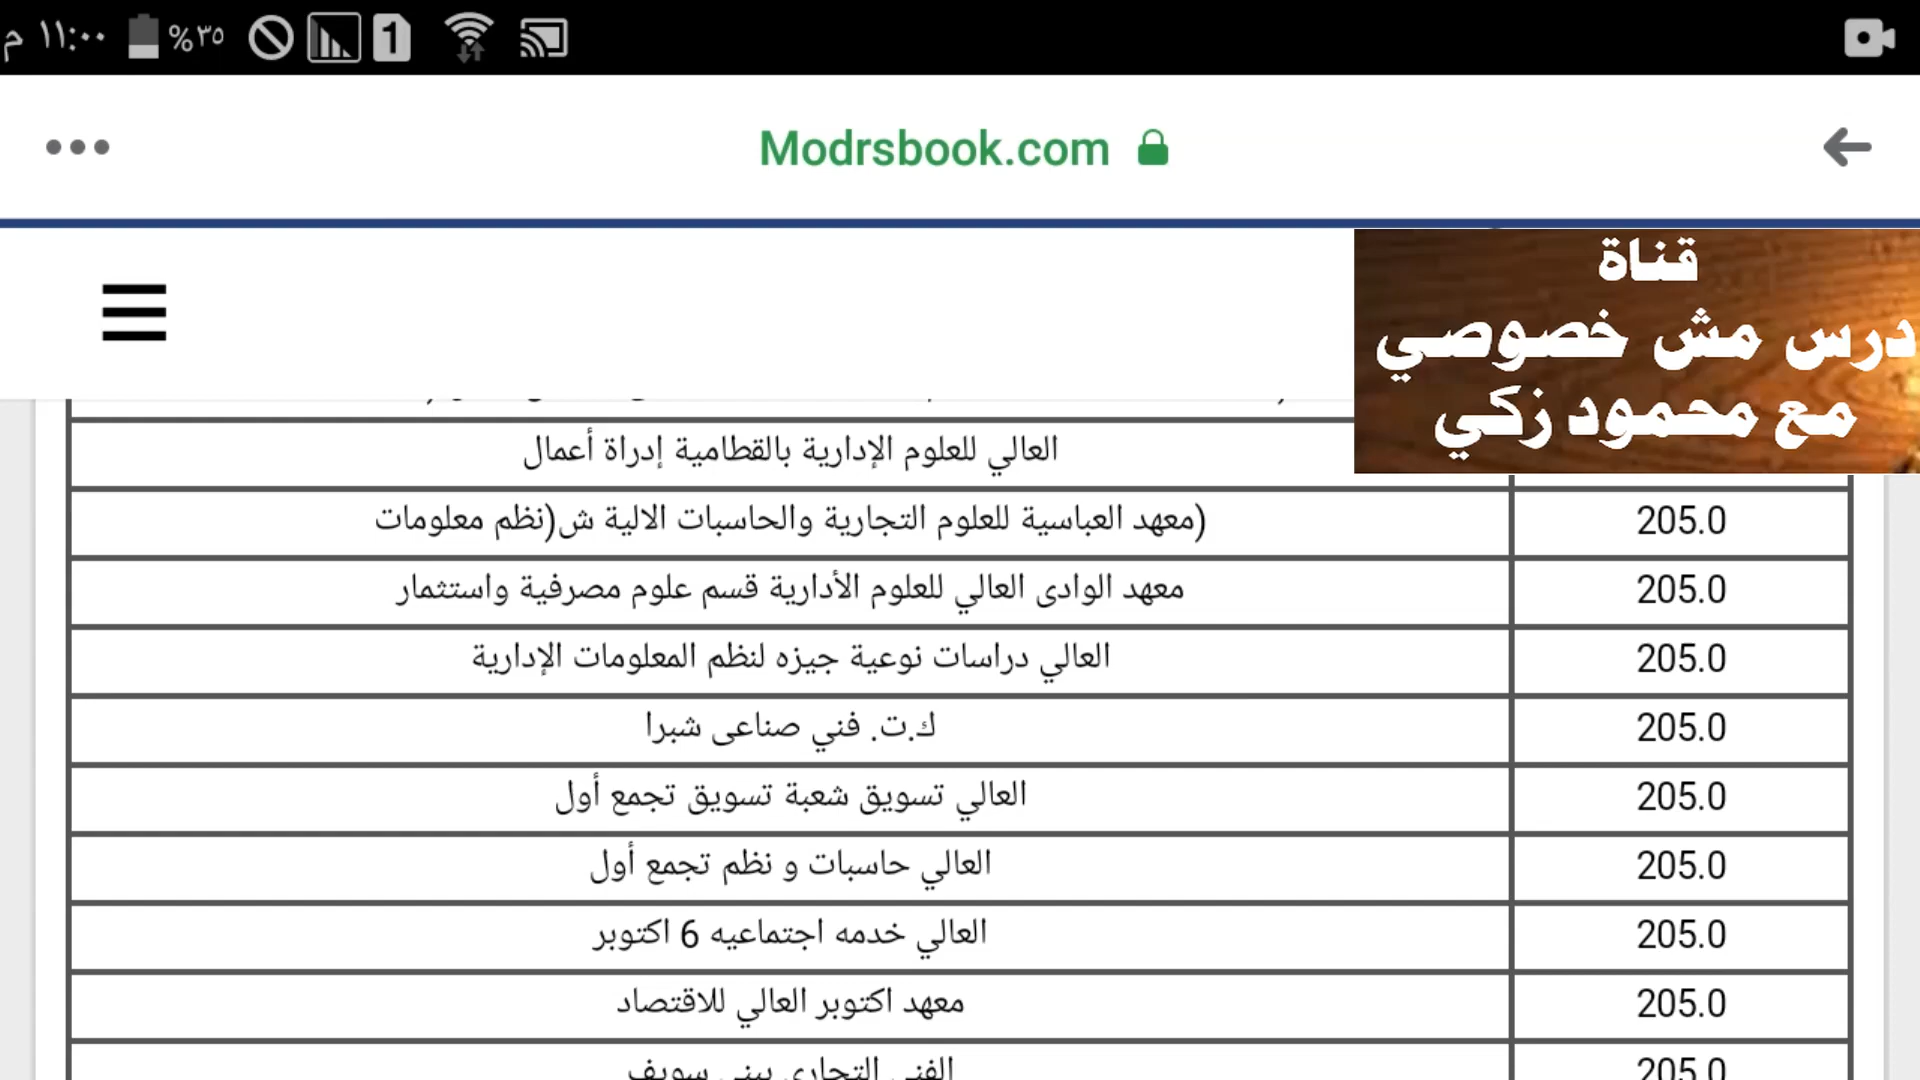 م ١١:٠٠ %٣٥ 1
Modrsbook.com
قناة
درس مش خصوصي
مع محمود زكي
العالي للعلوم الإدارية بالقطامية إدراة أعمال
(معهد العباسية للعلوم التجارية والحاسبات الالية ش(نظم معلومات 205.0
معهد الوادى العالي للعلوم الأدارية قسم علوم مصرفية واستثمار 205.0
العالي دراسات نوعية جيزه لنظم المعلومات الإدارية 205.0
ك.ت. فني صناعى شبرا 205.0
العالي تسويق شعبة تسويق تجمع أول 205.0
العالي حاسبات و نظم تجمع أول 205.0
العالي خدمه اجتماعيه 6 اكتوبر 205.0
معهد اكتوبر العالي للاقتصاد 205.0
الفني التجاري ببني سويف 205.0